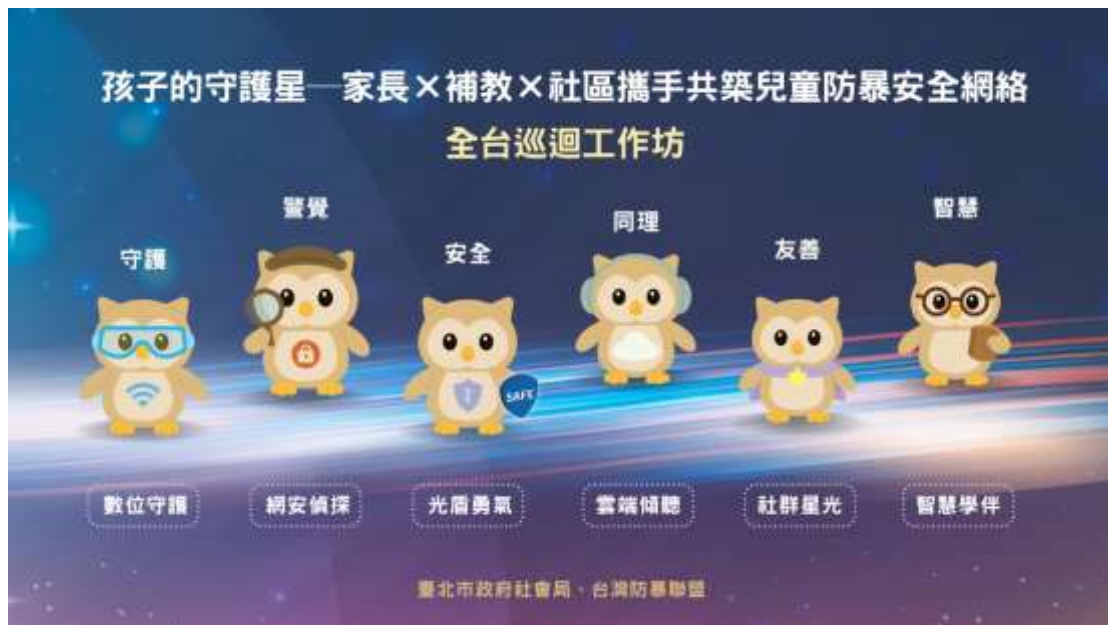 孩子的守護星—家長×補教×社區攜手共築兒童防暴安全網絡
全台巡迴工作坊
守護
警覺
安全
同理
友善
智慧
SAFE
數位守護
網安偵探
光盾勇氣
雲端傾聽
社群星光
智慧學伴
臺北市政府社會局、台灣防暴聯盟